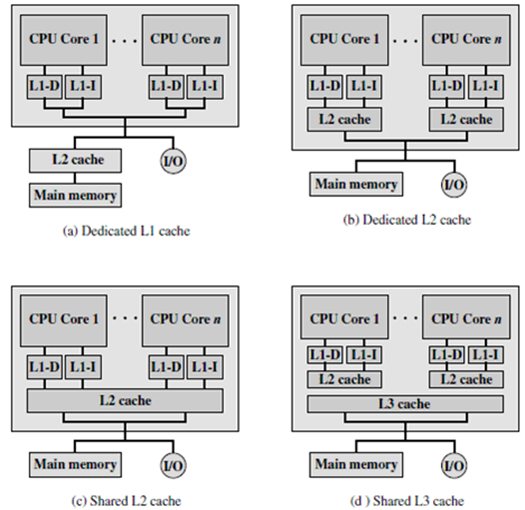 CPU Core 1 . . . CPU Core n
L1-D L1-I L1-D L1-I
L2 cache I/O
Main memory
(a) Dedicated L1 cache
CPU Core 1 . . . CPU Core n
L1-D L1-I L1-D L1-I
L2 cache L2 cache
Main memory I/O
(b) Dedicated L2 cache
CPU Core 1 . . . CPU Core n
L1-D L1-I L1-D L1-I
L2 cache
Main memory I/O
(c) Shared L2 cache
CPU Core 1 . . . CPU Core n
L1-D L1-I L1-D L1-I
L2 cache L2 cache
L3 cache
Main memory I/O
(d ) Shared L3 cache